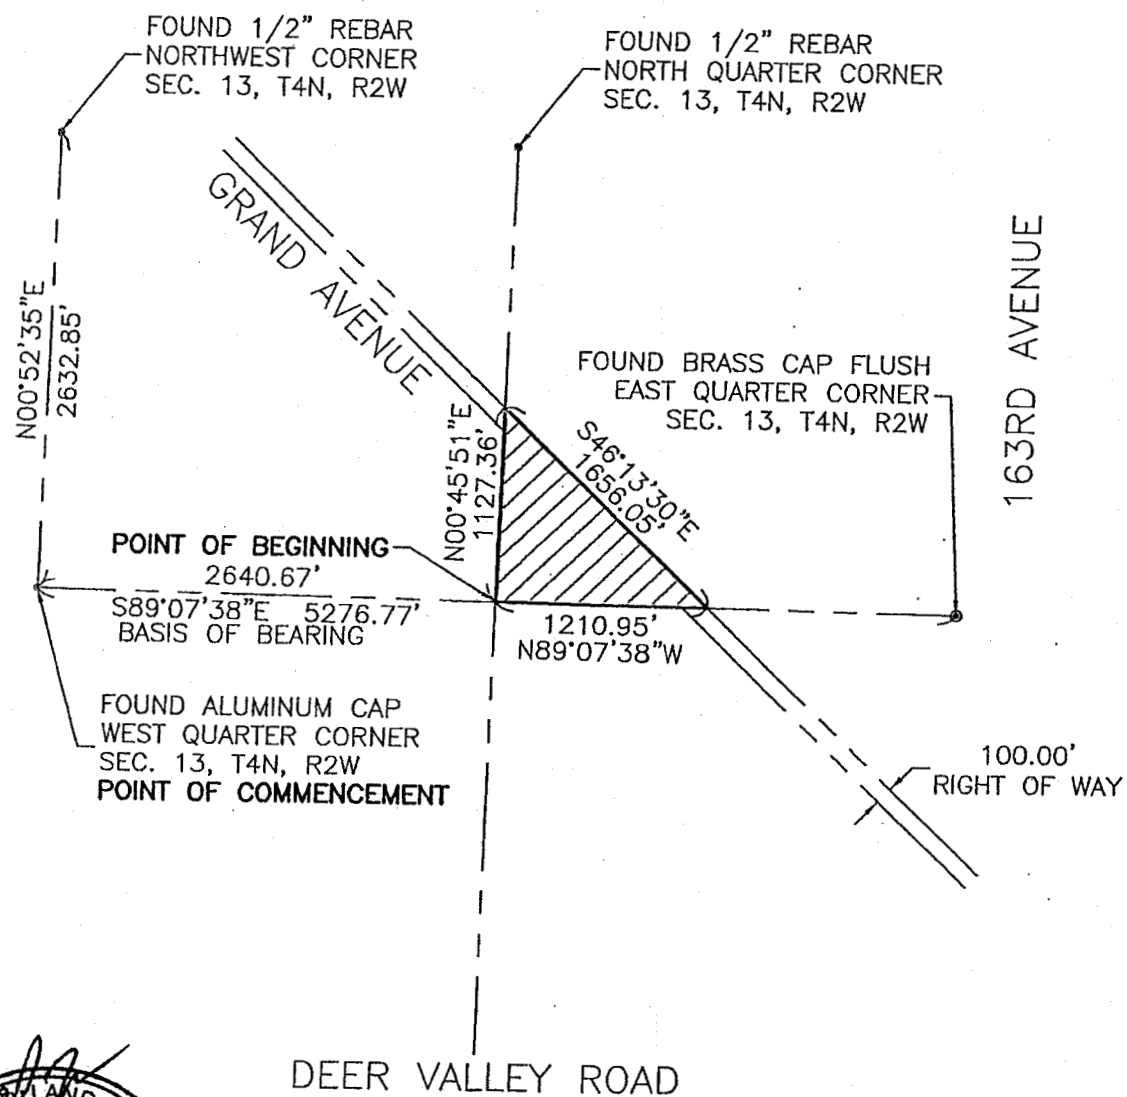 FOUND 1/2" REBAR
NORTHWEST CORNER
SEC. 13, T4N, R2W
FOUND 1/2" REBAR
NORTH QUARTER CORNER
SEC. 13, T4N, R2W
GRAND AVENUE
163RD AVENUE
N00°52'35"E
2632.85'
FOUND BRASS CAP FLUSH
EAST QUARTER CORNER
SEC. 13, T4N, R2W
N00°45'51"E
1127.36'
S46°13'30"E
1656.05'
POINT OF BEGINNING
2640.67'
S89°07'38"E 5276.77'
BASIS OF BEARING
1210.95'
N89°07'38"W
FOUND ALUMINUM CAP
WEST QUARTER CORNER
SEC. 13, T4N, R2W
POINT OF COMMENCEMENT
100.00'
RIGHT OF WAY
DEER VALLEY ROAD